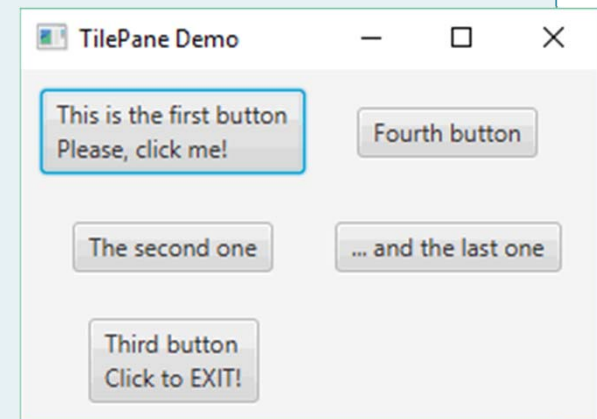 TilePane Demo
This is the first button
Please, click me!
Fourth button
The second one
... and the last one
Third button
Click to EXIT!